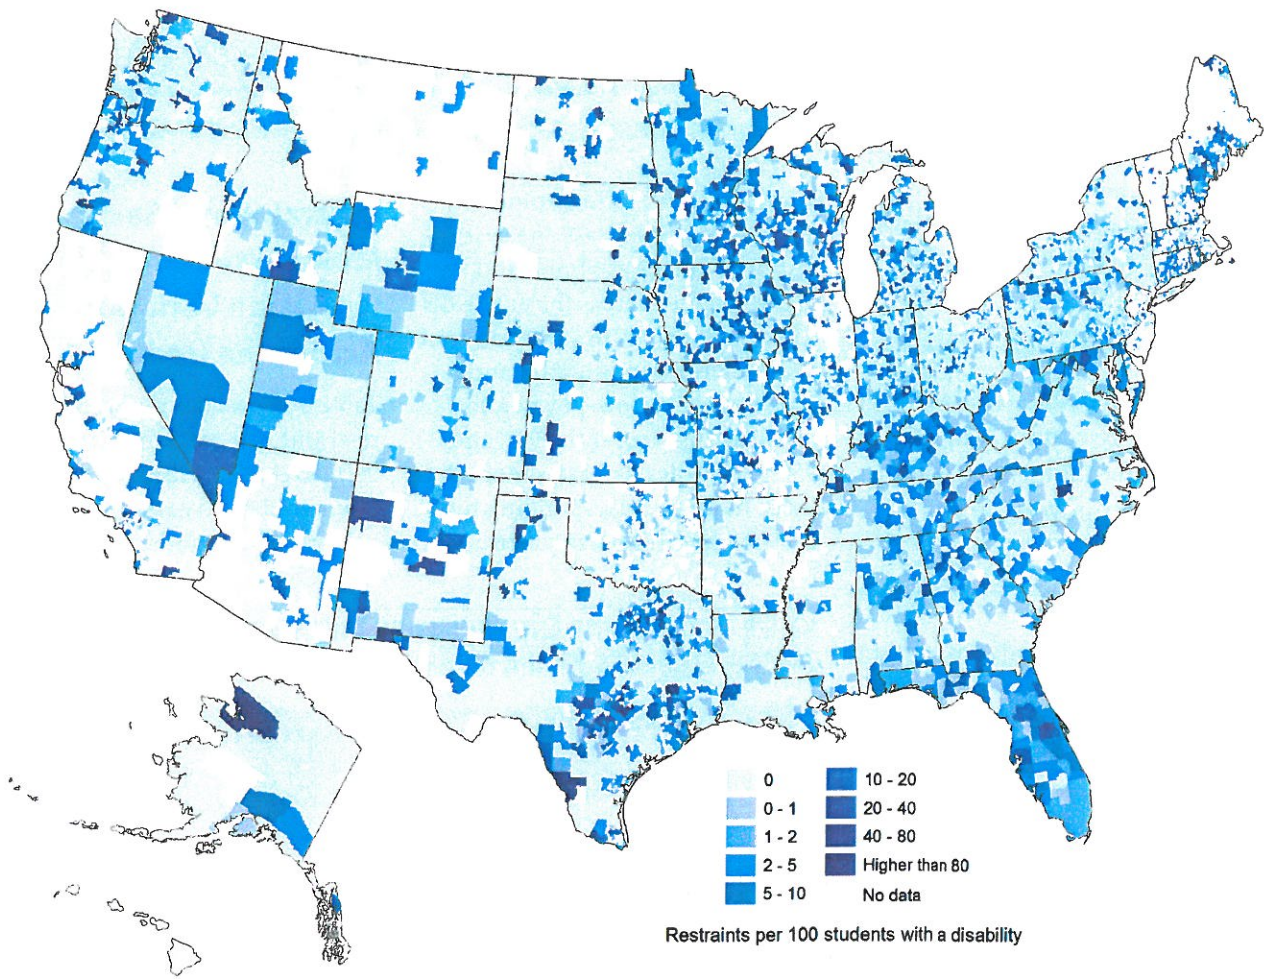 0
0 - 1
1 - 2
2 - 5
5 - 10
10 - 20
20 - 40
40 - 80
Higher than 80
No data
Restraints per 100 students with a disability